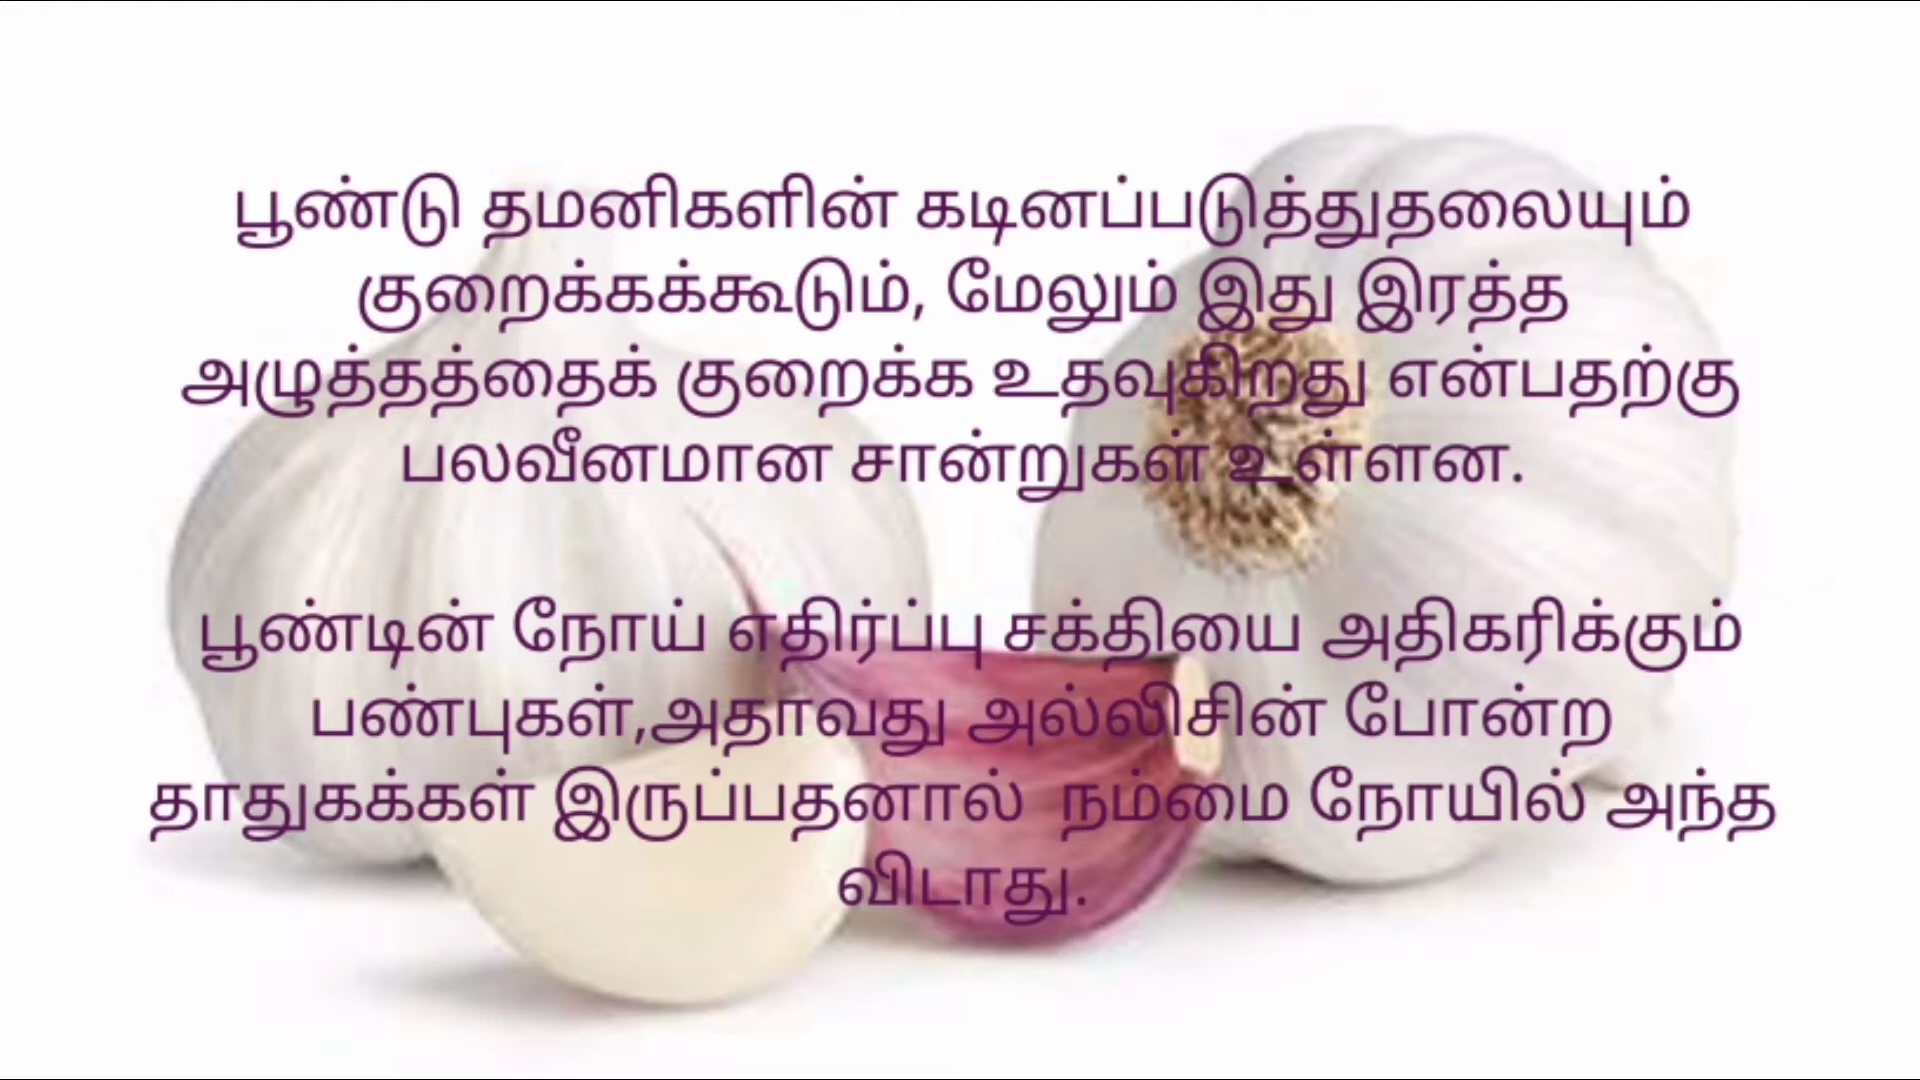 பூண்டு தமனிகளின் கடினப்படுத்துதலையும்
குறைக்கக்கூடும், மேலும் இது இரத்த
அழுத்தத்தைக் குறைக்க உதவுகிறது என்பதற்கு
பலவீனமான சான்றுகள் உள்ளன.
பூண்டின் நோய் எதிர்ப்பு சக்தியை அதிகரிக்கும்
பண்புகள்,அதாவது அல்லிசின் போன்ற
தாதுகக்கள் இருப்பதனால் நம்மை நோயில் அந்த
விடாது.